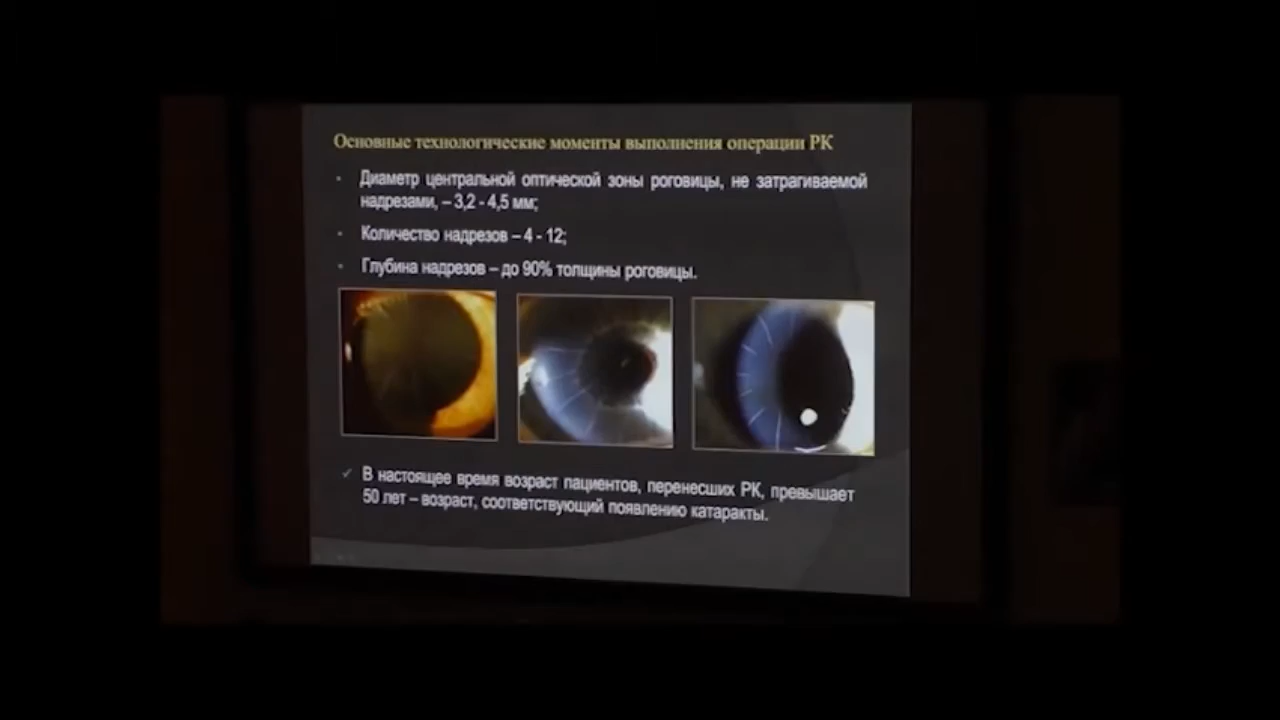 Основные технологические моменты выполнения операции РК
Диаметр центральной оптической зоны роговицы, не затрагиваемой
надрезами, – 3,2 - 4,5 мм;
Количество надрезов – 4 - 12;
Глубина надрезов – до 90% толщины роговицы.
В настоящее время возраст пациентов, перенесших РК, превышает
50 лет – возраст, соответствующий появлению катаракты.